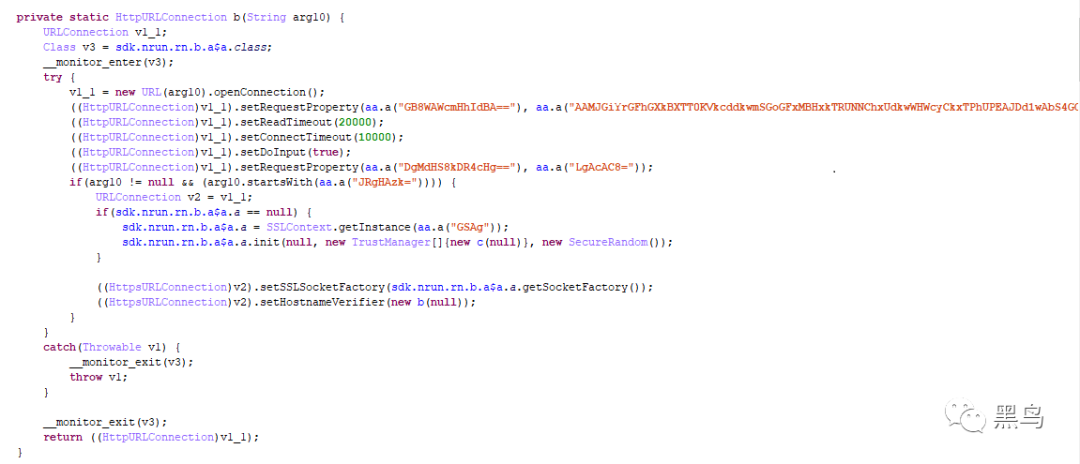 private static HttpURLConnection b(String arg10) {
URLConnection v1_1;
Class v3 = sdk.nrun.rn.b.a$a.class;
__monitor_enter(v3);
try {
v1_1 = new URL(arg10).openConnection();
((HttpURLConnection)v1_1).setRequestProperty(aa.a("GB8WAWcmHhIdBA=="), aa.a("AAMJGiYrGFhGXkBXTT0KVkcddkwmSGoGFxMBHxkTRUNNChxUdkwWHWcyCkxTPhUPEAJDd1wAbS4GC
((HttpURLConnection)v1_1).setReadTimeout(20000);
((HttpURLConnection)v1_1).setConnectTimeout(10000);
((HttpURLConnection)v1_1).setDoInput(true);
((HttpURLConnection)v1_1).setRequestProperty(aa.a("DgMdHS8kDR4cHg=="), aa.a("LgAcAC8="));
if(arg10 != null && (arg10.startsWith(aa.a("JRgHAzk=")))) {
URLConnection v2 = v1_1;
if(sdk.nrun.rn.b.a$a.a == null) {
sdk.nrun.rn.b.a$a.a = SSLContext.getInstance(aa.a("GSAg"));
sdk.nrun.rn.b.a$a.a.init(null, new TrustManager[]{new c(null)}, new SecureRandom());
}
((HttpsURLConnection)v2).setSSLSocketFactory(sdk.nrun.rn.b.a$a.a.getSocketFactory());
((HttpsURLConnection)v2).setHostnameVerifier(new b(null));
}
}
catch(Throwable v1) {
__monitor_exit(v3);
throw v1;
}
__monitor_exit(v3);
return ((HttpURLConnection)v1_1);
}
黑鸟